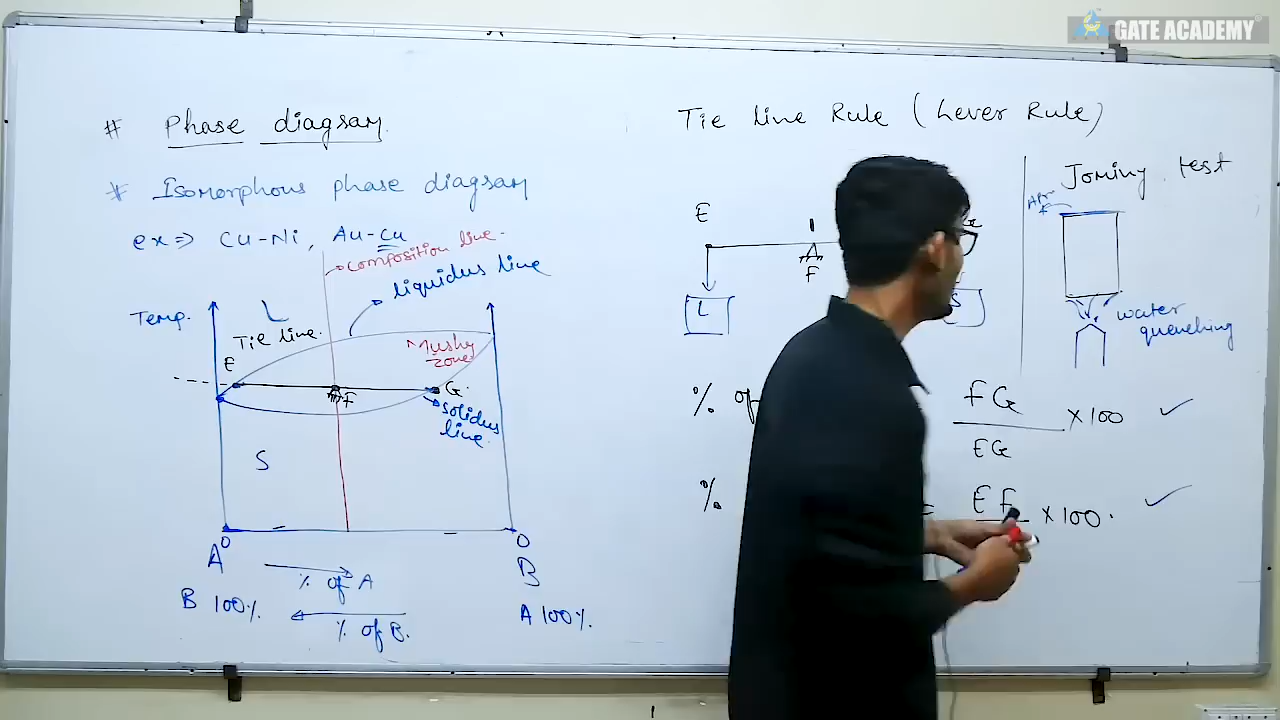 GATE ACADEMY
# Phase diagram
* Isomorphous phase diagram
ex ⇒ Cu-Ni, Au-Cu
composition line.
liquidus line
Temp.
L
Tie line.
Mushy
zone
E
F
G
solidus
line.
S
A
0
0
B
% of A
B 100%.
% of B.
A 100%.
Tie line Rule (Lever Rule)
E
F
L
S
Jominy test
water
quenching
% of
FG
EG
×100 ✓
%
= EF
×100. ✓